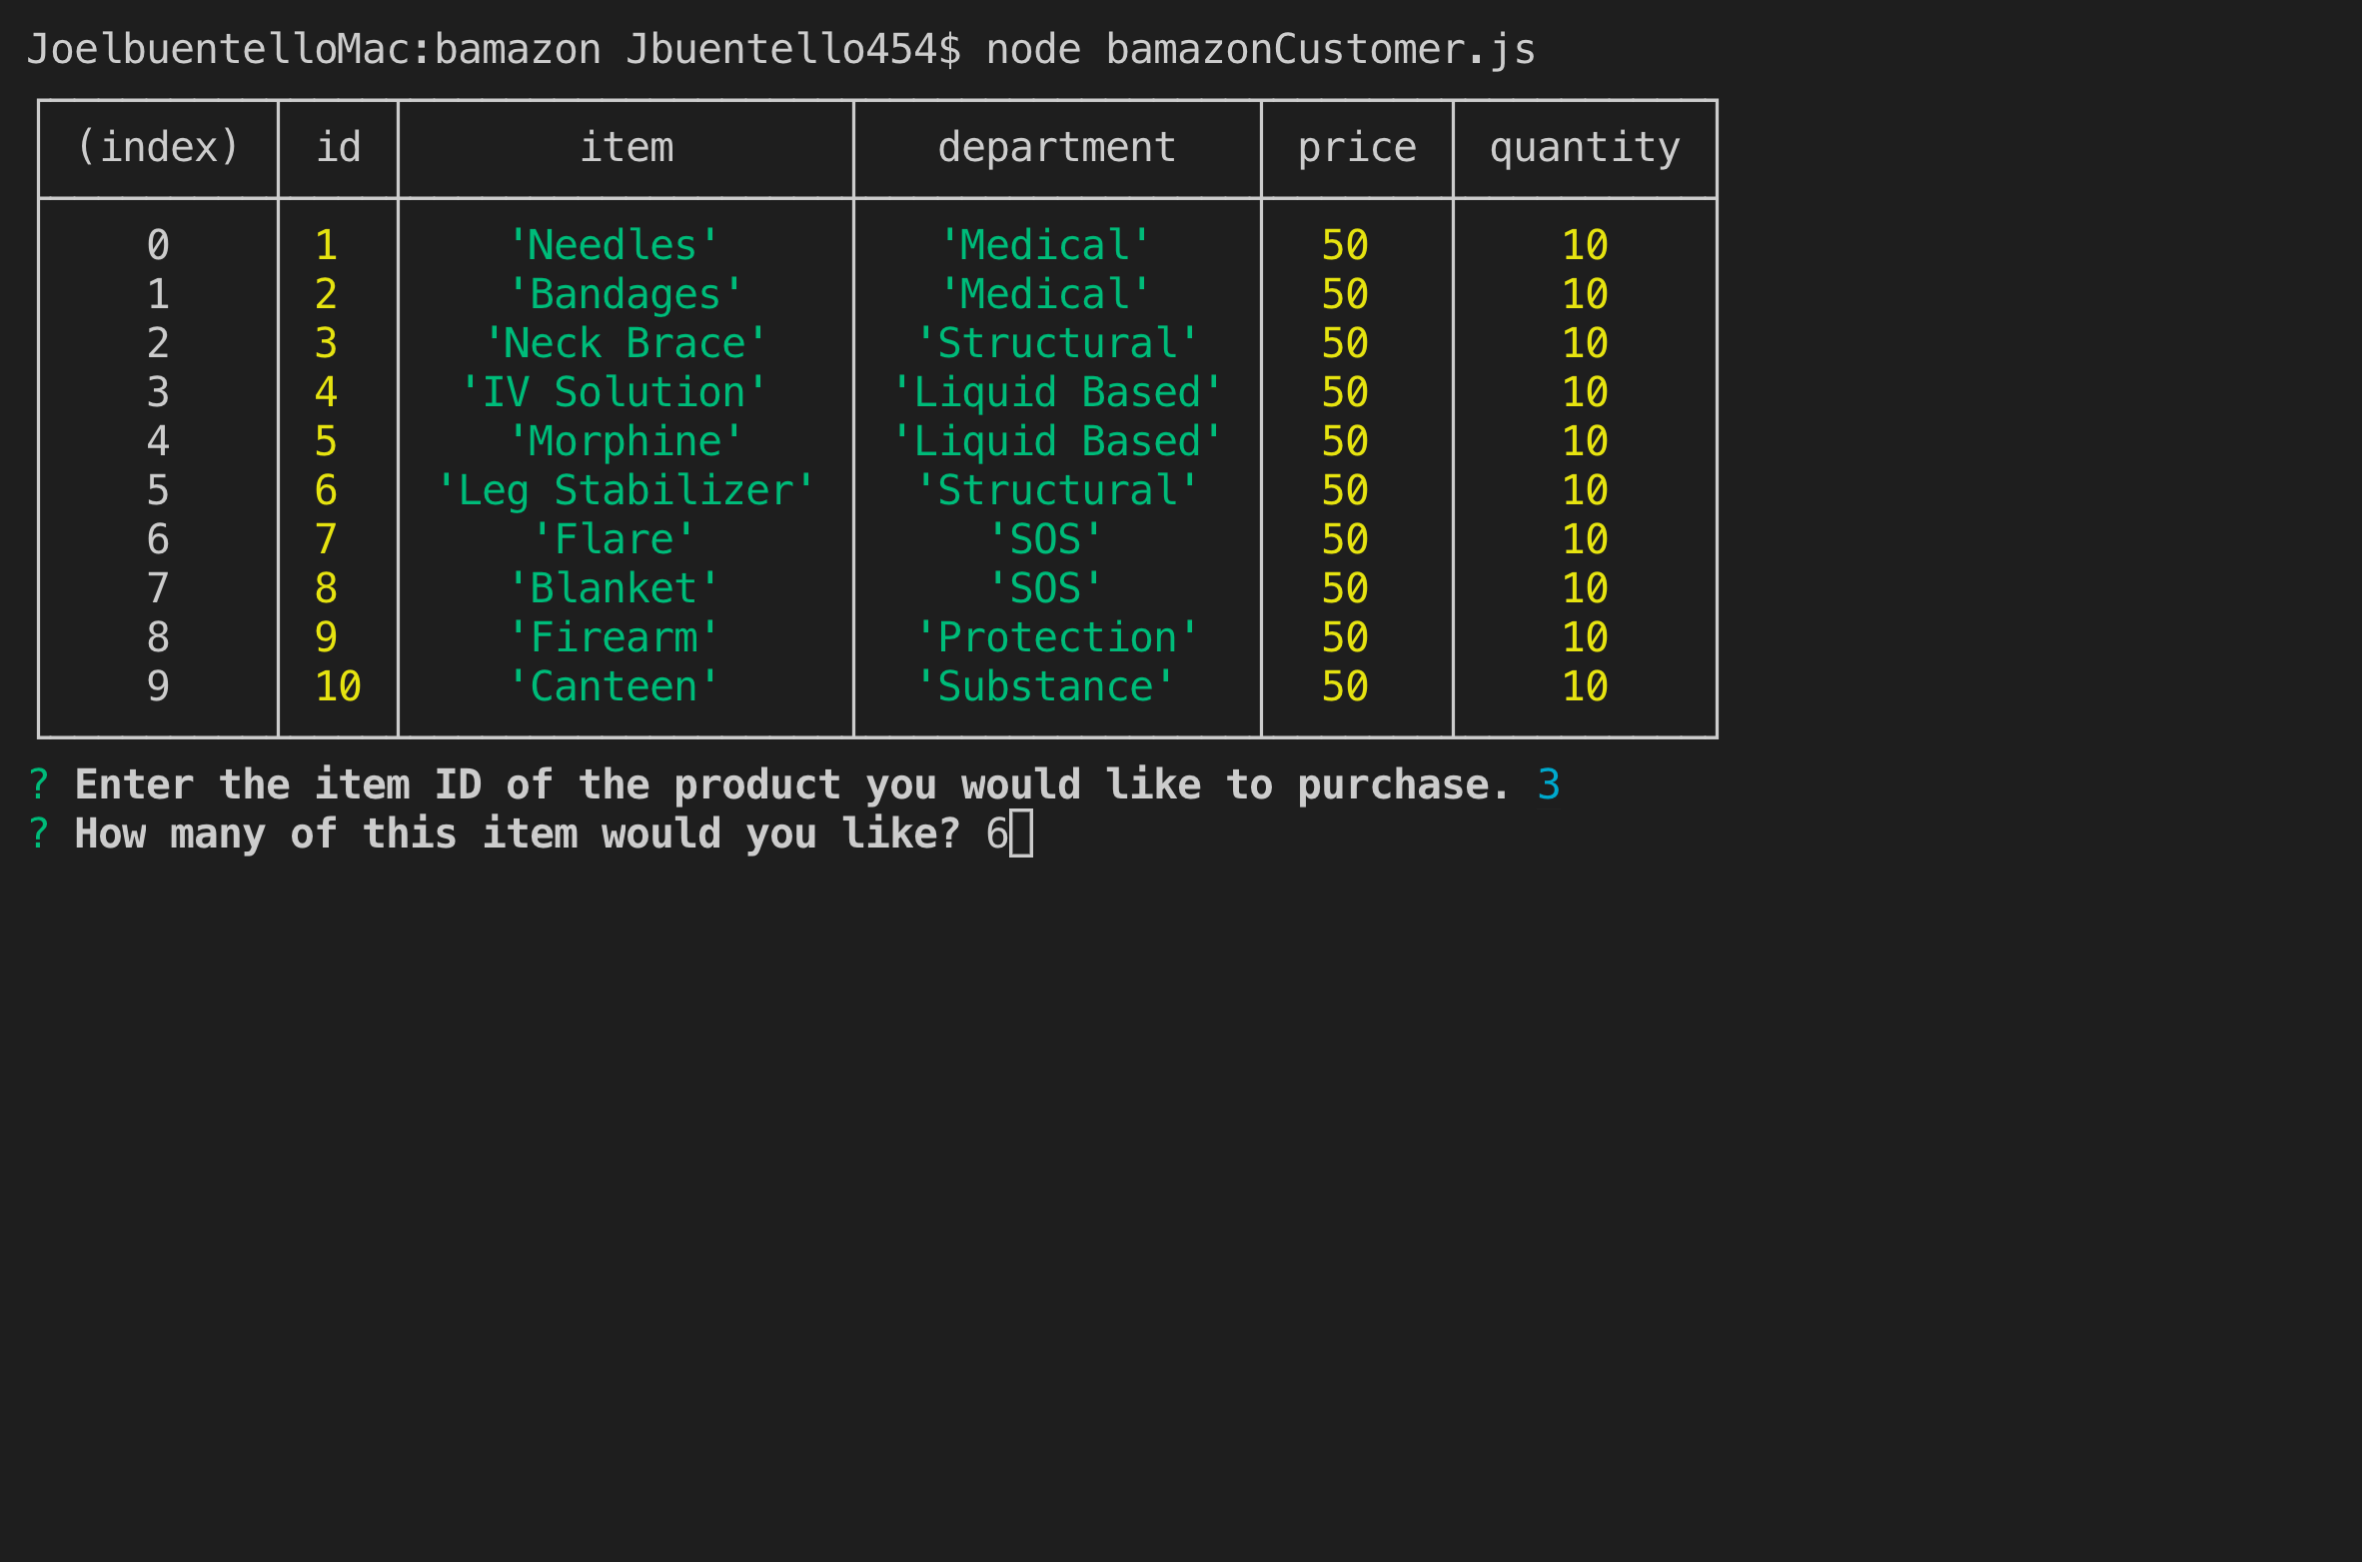 JoelbuentelloMac:bamazon Jbuentello454$ node bamazonCustomer.js
(index) id item department price quantity
0 1 'Needles' 'Medical' 50 10
1 2 'Bandages' 'Medical' 50 10
2 3 'Neck Brace' 'Structural' 50 10
3 4 'IV Solution' 'Liquid Based' 50 10
4 5 'Morphine' 'Liquid Based' 50 10
5 6 'Leg Stabilizer' 'Structural' 50 10
6 7 'Flare' 'SOS' 50 10
7 8 'Blanket' 'SOS' 50 10
8 9 'Firearm' 'Protection' 50 10
9 10 'Canteen' 'Substance' 50 10
? Enter the item ID of the product you would like to purchase. 3
? How many of this item would you like? 6